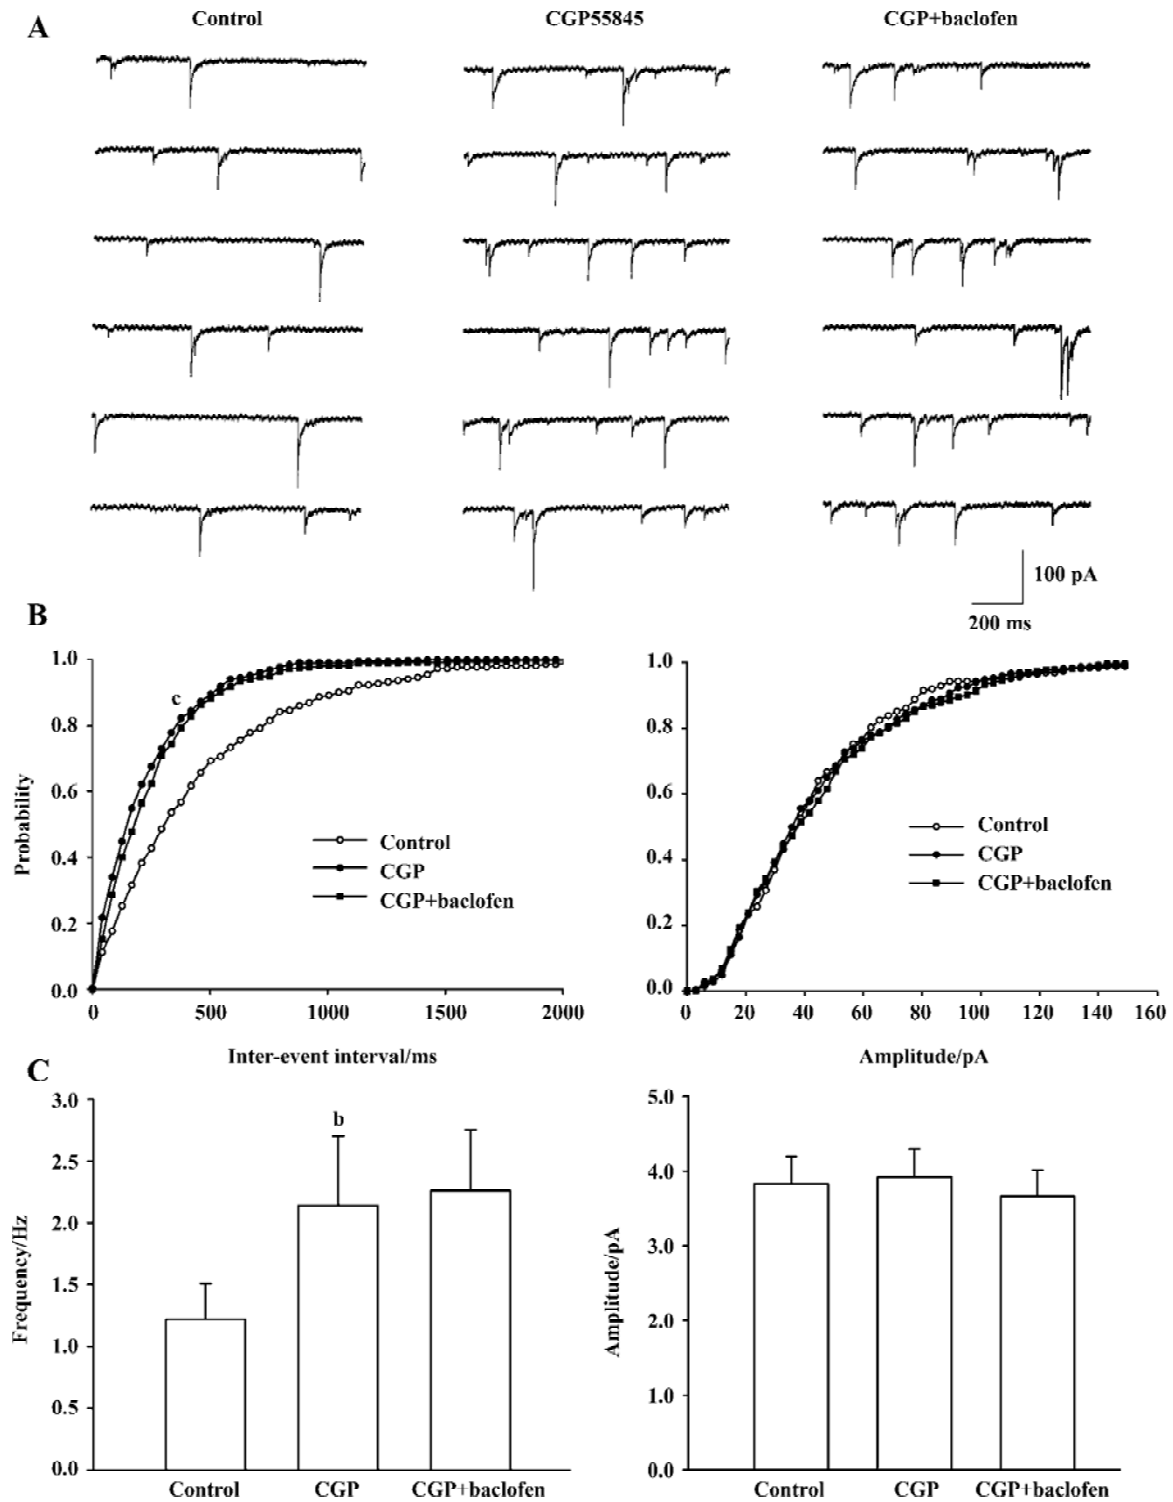 A
Control
CGP55845
CGP+baclofen
100 pA
200 ms
B
1.0
0.8
0.6
0.4
0.2
0.0
Probability
c
Control
CGP
CGP+baclofen
0
500
1000
1500
2000
Inter-event interval/ms
1.0
0.8
0.6
0.4
0.2
0.0
Control
CGP
CGP+baclofen
0
20
40
60
80
100
120
140
160
Amplitude/pA
C
3.0
2.5
2.0
1.5
1.0
0.5
0.0
Frequency/Hz
b
Control
CGP
CGP+baclofen
5.0
4.0
3.0
2.0
1.0
0.0
Amplitude/pA
Control
CGP
CGP+baclofen